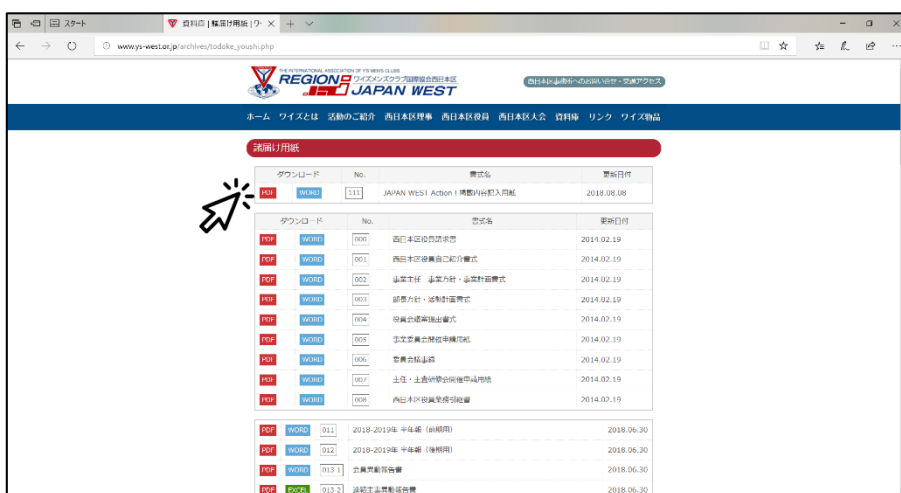 スタート
資料庫 | 諸届け用紙 | ワ-
www.ys-west.or.jp/archives/todoke_youshi.php
THE INTERNATIONAL ASSOCIATION OF YS MENS CLUBS
REGION ワイズメンズクラブ国際協会西日本区
JAPAN WEST
西日本区事務所へのお問い合せ・交通アクセス
ホーム ワイズとは 活動のご紹介 西日本区理事 西日本区役員 西日本区大会 資料庫 リンク ワイズ物品
諸届け用紙
ダウンロード No. 書式名 更新日付
PDF WORD 111 JAPAN WEST Action！掲載内容記入用紙 2018.08.08
ダウンロード No. 書式名 更新日付
PDF WORD 000 西日本区役員請求書 2014.02.19
PDF WORD 001 西日本区役員自己紹介書式 2014.02.19
PDF WORD 002 事業主任 事業方針・事業計画書式 2014.02.19
PDF WORD 003 部長方針・活動計画書式 2014.02.19
PDF WORD 004 役員会議案提出書式 2014.02.19
PDF WORD 005 事業委員会開催申請用紙 2014.02.19
PDF WORD 006 委員会議事録 2014.02.19
PDF WORD 007 主任・主査研修会開催申請用紙 2014.02.19
PDF WORD 008 西日本区役員業務引継書 2014.02.19
PDF WORD 011 2018-2019年 半年報（前期用） 2018.06.30
PDF WORD 012 2018-2019年 半年報（後期用） 2018.06.30
PDF WORD 013-1 会員異動報告書 2018.06.30
PDF EXCEL 013-2 連絡主事異動報告書 2018.06.30